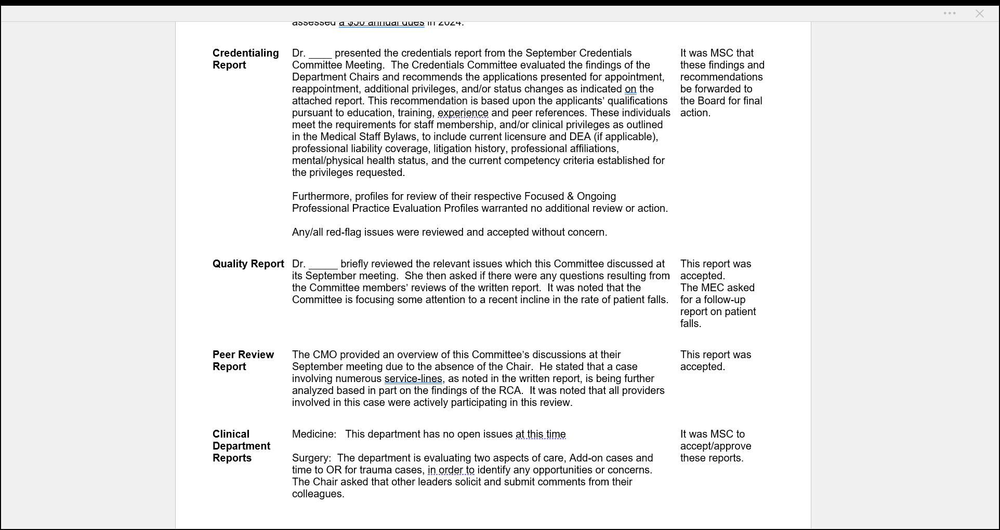 assessed a $50 annual dues in 2024.
Credentialing
Report
Dr. ____ presented the credentials report from the September Credentials
Committee Meeting.  The Credentials Committee evaluated the findings of the
Department Chairs and recommends the applications presented for appointment,
reappointment, additional privileges, and/or status changes as indicated on the
attached report. This recommendation is based upon the applicants’ qualifications
pursuant to education, training, experience and peer references. These individuals
meet the requirements for staff membership, and/or clinical privileges as outlined
in the Medical Staff Bylaws, to include current licensure and DEA (if applicable),
professional liability coverage, litigation history, professional affiliations,
mental/physical health status, and the current competency criteria established for
the privileges requested.
Furthermore, profiles for review of their respective Focused & Ongoing
Professional Practice Evaluation Profiles warranted no additional review or action.
Any/all red-flag issues were reviewed and accepted without concern.
It was MSC that
these findings and
recommendations
be forwarded to
the Board for final
action.
Quality Report
Dr. _____ briefly reviewed the relevant issues which this Committee discussed at
its September meeting.  She then asked if there were any questions resulting from
the Committee members’ reviews of the written report.  It was noted that the
Committee is focusing some attention to a recent incline in the rate of patient falls.
This report was
accepted.
The MEC asked
for a follow-up
report on patient
falls.
Peer Review
Report
The CMO provided an overview of this Committee’s discussions at their
September meeting due to the absence of the Chair.  He stated that a case
involving numerous service-lines, as noted in the written report, is being further
analyzed based in part on the findings of the RCA.  It was noted that all providers
involved in this case were actively participating in this review.
This report was
accepted.
Clinical
Department
Reports
Medicine:   This department has no open issues at this time
Surgery:  The department is evaluating two aspects of care, Add-on cases and
time to OR for trauma cases, in order to identify any opportunities or concerns.
The Chair asked that other leaders solicit and submit comments from their
colleagues.
It was MSC to
accept/approve
these reports.